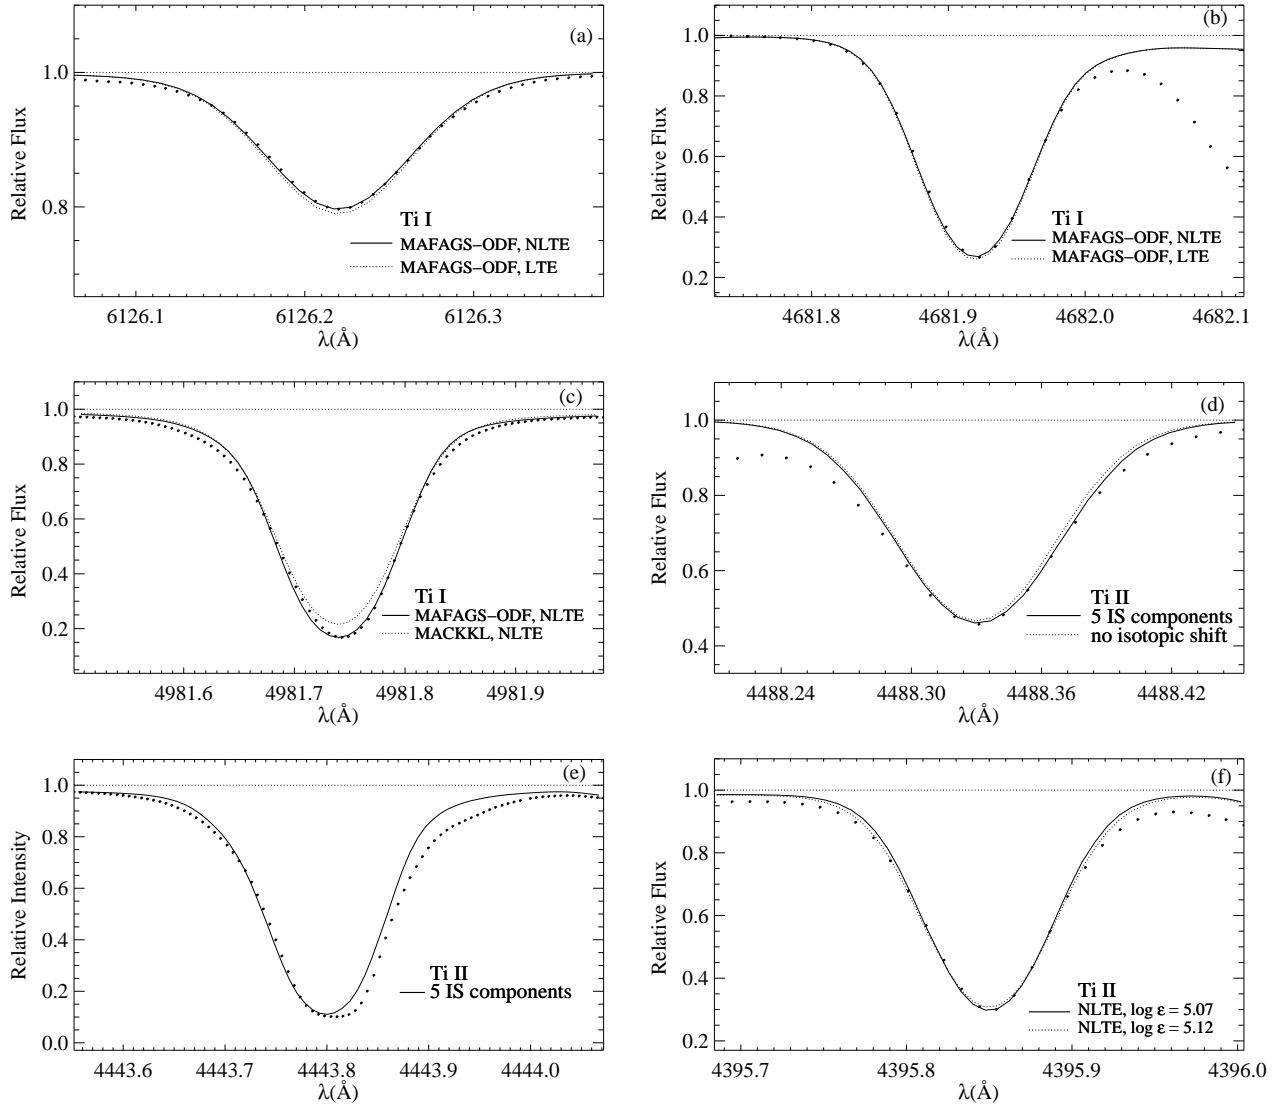 (a)
1.0
0.8
Relative Flux
Ti I
MAFAGS−ODF, NLTE
MAFAGS−ODF, LTE
6126.1 6126.2 6126.3
λ(Å)
(b)
1.0
0.8
0.6
0.4
0.2
Relative Flux
Ti I
MAFAGS−ODF, NLTE
MAFAGS−ODF, LTE
4681.8 4681.9 4682.0 4682.1
λ(Å)
(c)
1.0
0.8
0.6
0.4
0.2
Relative Flux
Ti I
MAFAGS−ODF, NLTE
MACKKL, NLTE
4981.6 4981.7 4981.8 4981.9
λ(Å)
(d)
1.0
0.8
0.6
0.4
Relative Flux
Ti II
5 IS components
no isotopic shift
4488.24 4488.30 4488.36 4488.42
λ(Å)
(e)
1.0
0.8
0.6
0.4
0.2
0.0
Relative Intensity
Ti II
5 IS components
4443.6 4443.7 4443.8 4443.9 4444.0
λ(Å)
(f)
1.0
0.8
0.6
0.4
0.2
Relative Flux
Ti II
NLTE, log ε = 5.07
NLTE, log ε = 5.12
4395.7 4395.8 4395.9 4396.0
λ(Å)